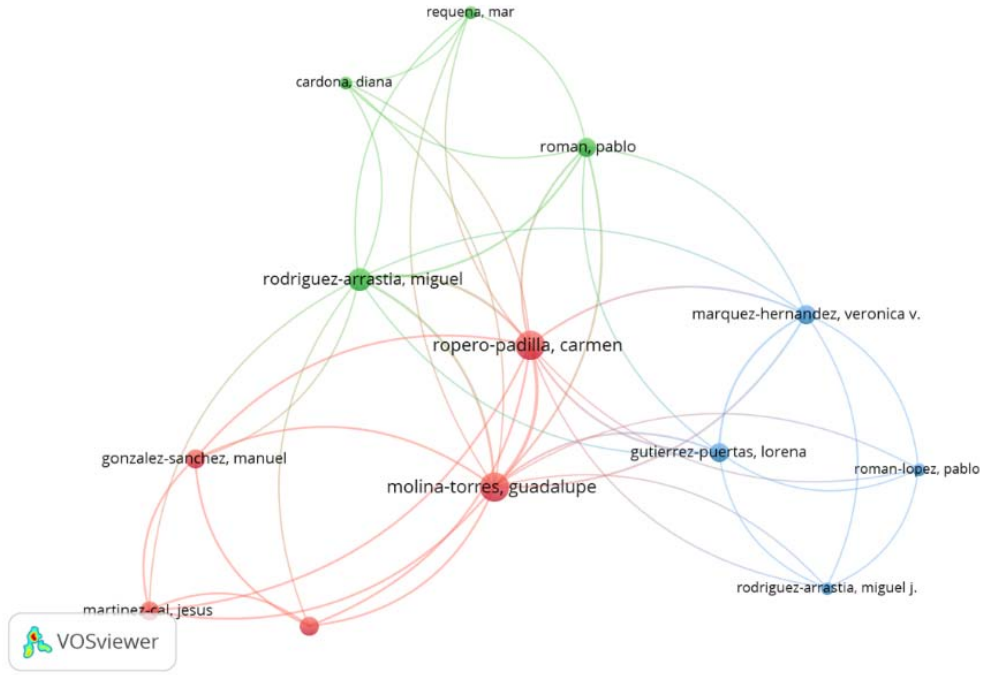 requena, mar
cardona, diana
roman, pablo
rodriguez-arrastia, miguel
marquez-hernandez, veronica v.
ropero-padilla, carmen
gutierrez-puertas, lorena
gonzalez-sanchez, manuel
roman-lopez, pablo
molina-torres, guadalupe
rodriguez-arrastia, miguel j.
martinez-cal, jesus
VOSviewer